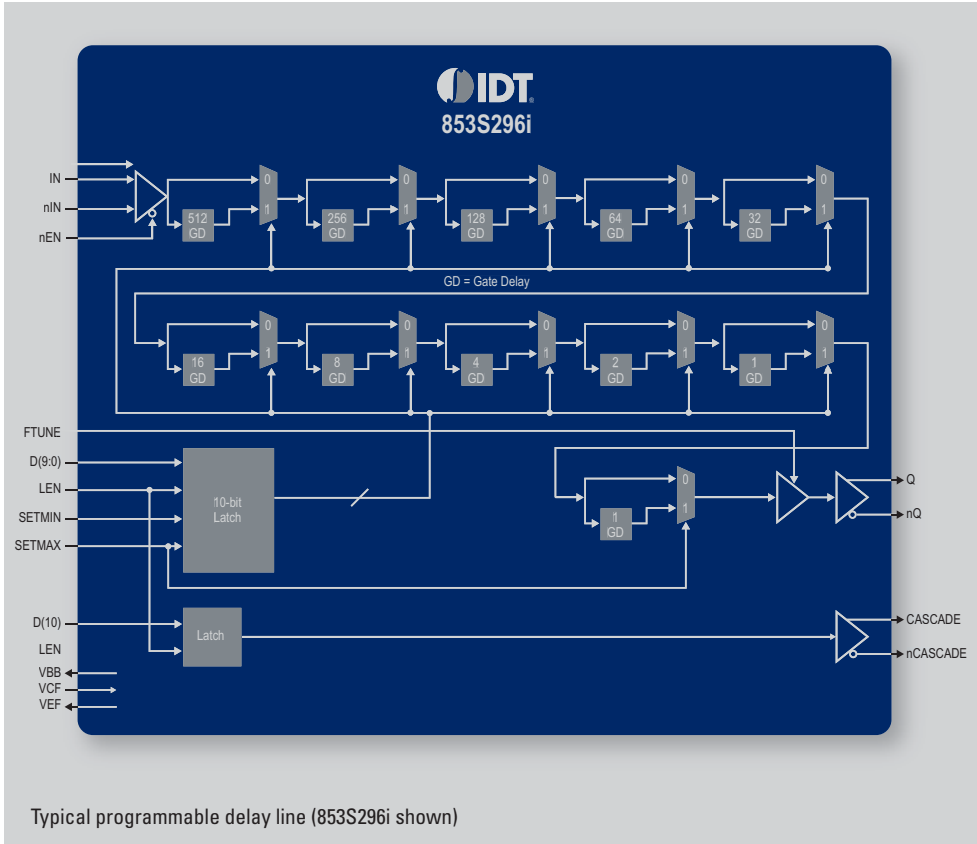 IDT
853S296i
IN
nIN
nEN
0
1
512
GD
0
1
256
GD
0
1
128
GD
0
1
64
GD
0
1
32
GD
GD = Gate Delay
0
1
16
GD
0
1
8
GD
0
1
4
GD
0
1
2
GD
0
1
1
GD
FTUNE
D(9:0)
LEN
SETMIN
SETMAX
10-bit
Latch
0
1
1
GD
Q
nQ
D(10)
LEN
Latch
CASCADE
nCASCADE
VBB
VCF
VEF
Typical programmable delay line (853S296i shown)